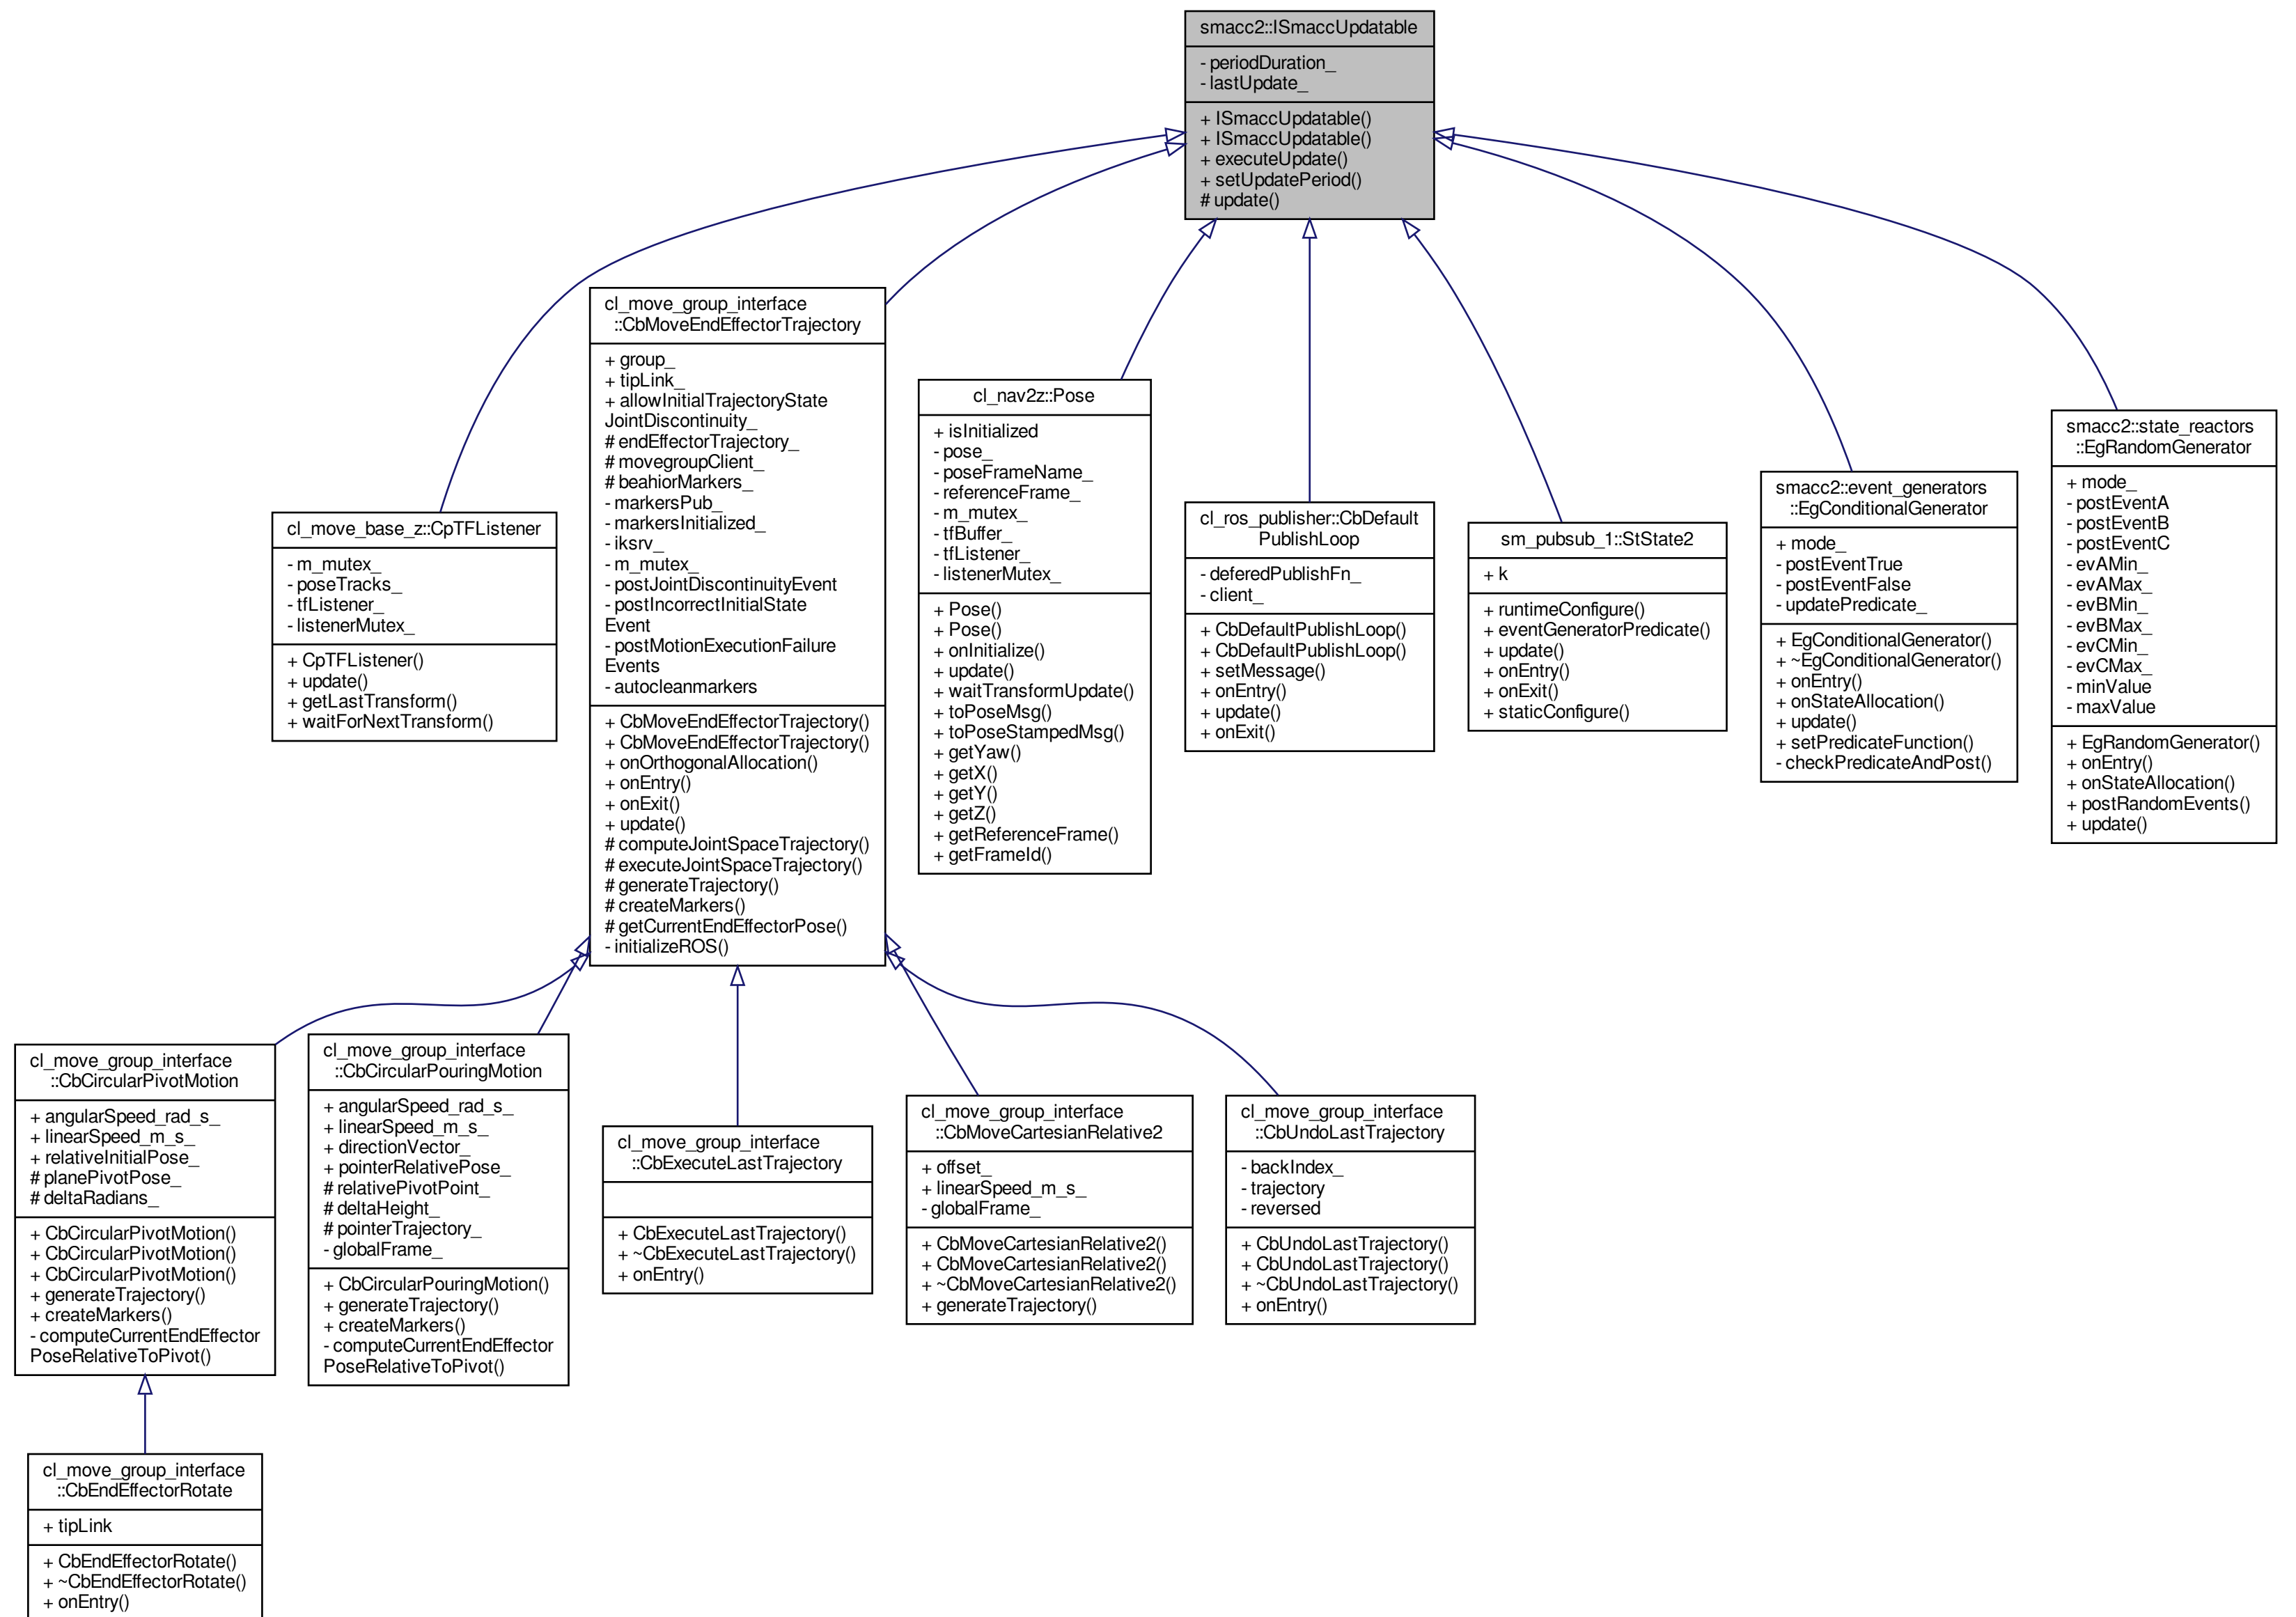 smacc2::ISmaccUpdatable
- periodDuration_
- lastUpdate_
+ ISmaccUpdatable()
+ ISmaccUpdatable()
+ executeUpdate()
+ setUpdatePeriod()
# update()
cl_move_base_z::CpTFListener
- m_mutex_
- poseTracks_
- tfListener_
- listenerMutex_
+ CpTFListener()
+ update()
+ getLastTransform()
+ waitForNextTransform()
cl_move_group_interface
::CbMoveEndEffectorTrajectory
+ group_
+ tipLink_
+ allowInitialTrajectoryState
JointDiscontinuity_
# endEffectorTrajectory_
# movegroupClient_
# beahiorMarkers_
- markersPub_
- markersInitialized_
- iksrv_
- m_mutex_
- postJointDiscontinuityEvent
- postIncorrectInitialState
Event
- postMotionExecutionFailure
Events
- autocleanmarkers
+ CbMoveEndEffectorTrajectory()
+ CbMoveEndEffectorTrajectory()
+ onOrthogonalAllocation()
+ onEntry()
+ onExit()
+ update()
# computeJointSpaceTrajectory()
# executeJointSpaceTrajectory()
# generateTrajectory()
# createMarkers()
# getCurrentEndEffectorPose()
- initializeROS()
cl_nav2z::Pose
+ isInitialized
- pose_
- poseFrameName_
- referenceFrame_
- m_mutex_
- tfBuffer_
- tfListener_
- listenerMutex_
+ Pose()
+ Pose()
+ onInitialize()
+ update()
+ waitTransformUpdate()
+ toPoseMsg()
+ toPoseStampedMsg()
+ getYaw()
+ getX()
+ getY()
+ getZ()
+ getReferenceFrame()
+ getFrameId()
cl_ros_publisher::CbDefault
PublishLoop
- deferedPublishFn_
- client_
+ CbDefaultPublishLoop()
+ CbDefaultPublishLoop()
+ setMessage()
+ onEntry()
+ update()
+ onExit()
sm_pubsub_1::StState2
+ k
+ runtimeConfigure()
+ eventGeneratorPredicate()
+ update()
+ onEntry()
+ onExit()
+ staticConfigure()
smacc2::event_generators
::EgConditionalGenerator
+ mode_
- postEventTrue
- postEventFalse
- updatePredicate_
+ EgConditionalGenerator()
+ ~EgConditionalGenerator()
+ onEntry()
+ onStateAllocation()
+ update()
+ setPredicateFunction()
- checkPredicateAndPost()
smacc2::state_reactors
::EgRandomGenerator
+ mode_
- postEventA
- postEventB
- postEventC
- evAMin_
- evAMax_
- evBMin_
- evBMax_
- evCMin_
- evCMax_
- minValue
- maxValue
+ EgRandomGenerator()
+ onEntry()
+ onStateAllocation()
+ postRandomEvents()
+ update()
cl_move_group_interface
::CbCircularPivotMotion
+ angularSpeed_rad_s_
+ linearSpeed_m_s_
+ relativeInitialPose_
# planePivotPose_
# deltaRadians_
+ CbCircularPivotMotion()
+ CbCircularPivotMotion()
+ CbCircularPivotMotion()
+ generateTrajectory()
+ createMarkers()
- computeCurrentEndEffector
PoseRelativeToPivot()
cl_move_group_interface
::CbCircularPouringMotion
+ angularSpeed_rad_s_
+ linearSpeed_m_s_
+ directionVector_
+ pointerRelativePose_
# relativePivotPoint_
# deltaHeight_
# pointerTrajectory_
- globalFrame_
+ CbCircularPouringMotion()
+ generateTrajectory()
+ createMarkers()
- computeCurrentEndEffector
PoseRelativeToPivot()
cl_move_group_interface
::CbExecuteLastTrajectory
+ CbExecuteLastTrajectory()
+ ~CbExecuteLastTrajectory()
+ onEntry()
cl_move_group_interface
::CbMoveCartesianRelative2
+ offset_
+ linearSpeed_m_s_
- globalFrame_
+ CbMoveCartesianRelative2()
+ CbMoveCartesianRelative2()
+ ~CbMoveCartesianRelative2()
+ generateTrajectory()
cl_move_group_interface
::CbUndoLastTrajectory
- backIndex_
- trajectory
- reversed
+ CbUndoLastTrajectory()
+ CbUndoLastTrajectory()
+ ~CbUndoLastTrajectory()
+ onEntry()
cl_move_group_interface
::CbEndEffectorRotate
+ tipLink
+ CbEndEffectorRotate()
+ ~CbEndEffectorRotate()
+ onEntry()